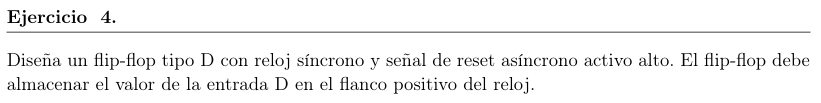 Ejercicio 4.
Diseña un flip-flop tipo D con reloj síncrono y señal de reset asíncrono activo alto. El flip-flop debe
almacenar el valor de la entrada D en el flanco positivo del reloj.